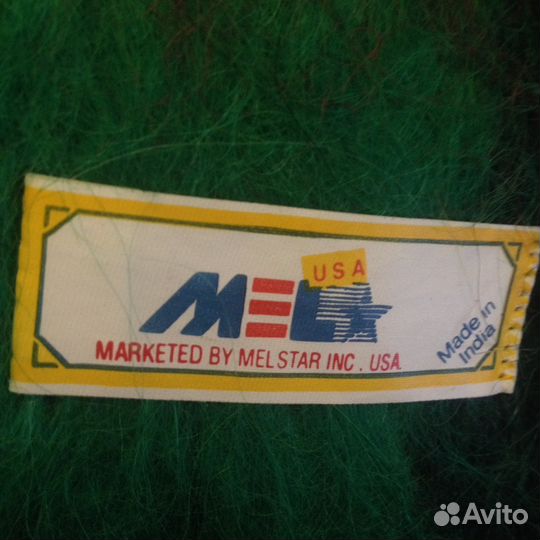 USA
MEL
MARKETED BY MELSTAR INC. USA.
Made in
India
Avito